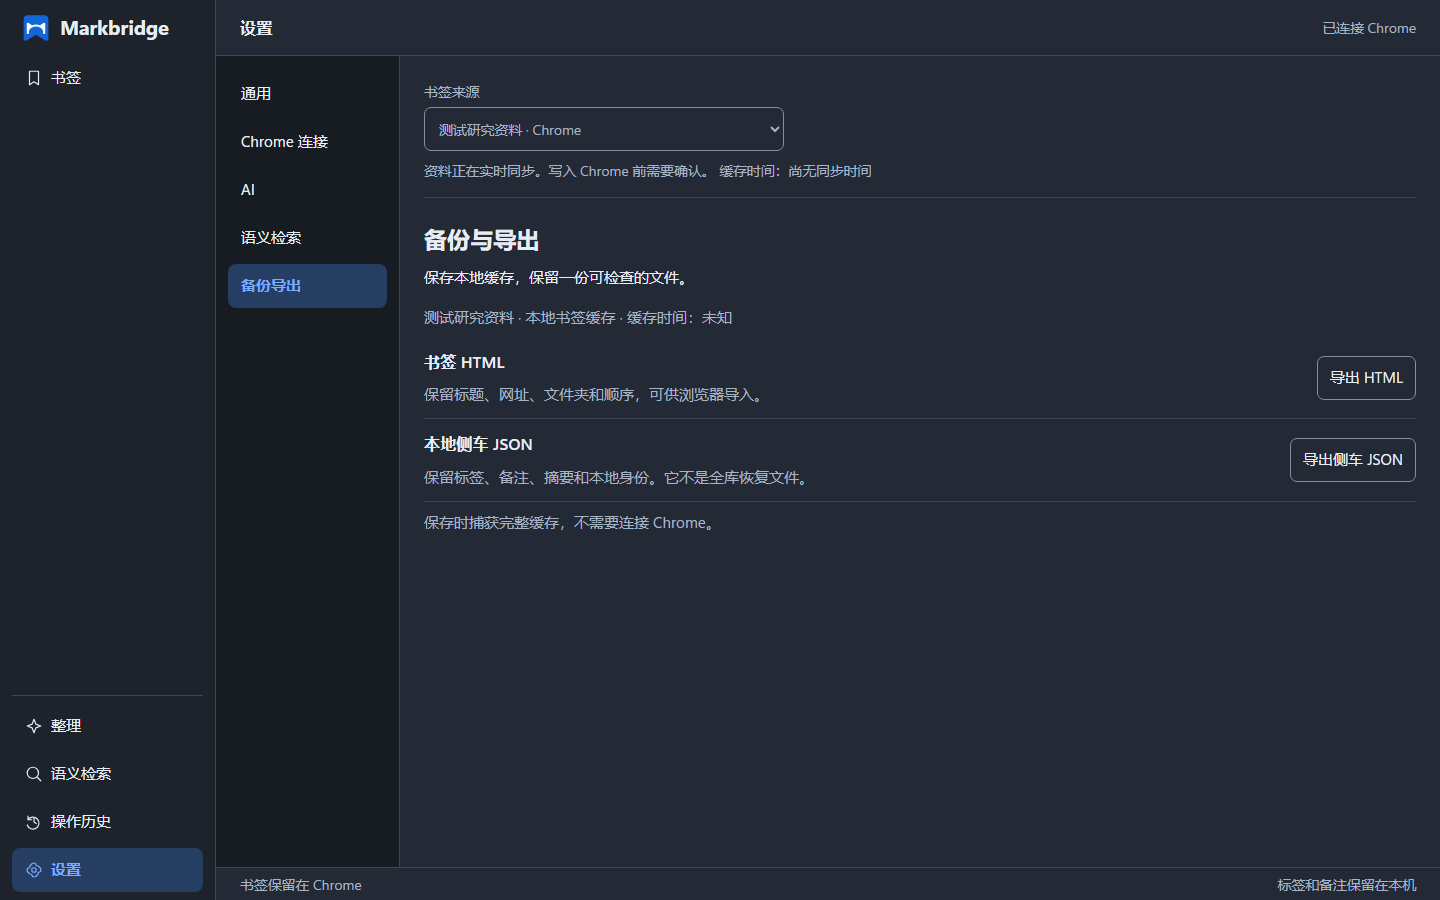 Markbridge
书签
整理
语义检索
操作历史
设置
设置
已连接 Chrome
通用
Chrome 连接
AI
语义检索
备份导出
书签来源
测试研究资料 · Chrome
资料正在实时同步。写入 Chrome 前需要确认。 缓存时间：尚无同步时间
备份与导出
保存本地缓存，保留一份可检查的文件。
测试研究资料 · 本地书签缓存 · 缓存时间：未知
书签 HTML
保留标题、网址、文件夹和顺序，可供浏览器导入。
导出 HTML
本地侧车 JSON
保留标签、备注、摘要和本地身份。它不是全库恢复文件。
导出侧车 JSON
保存时捕获完整缓存，不需要连接 Chrome。
书签保留在 Chrome
标签和备注保留在本机